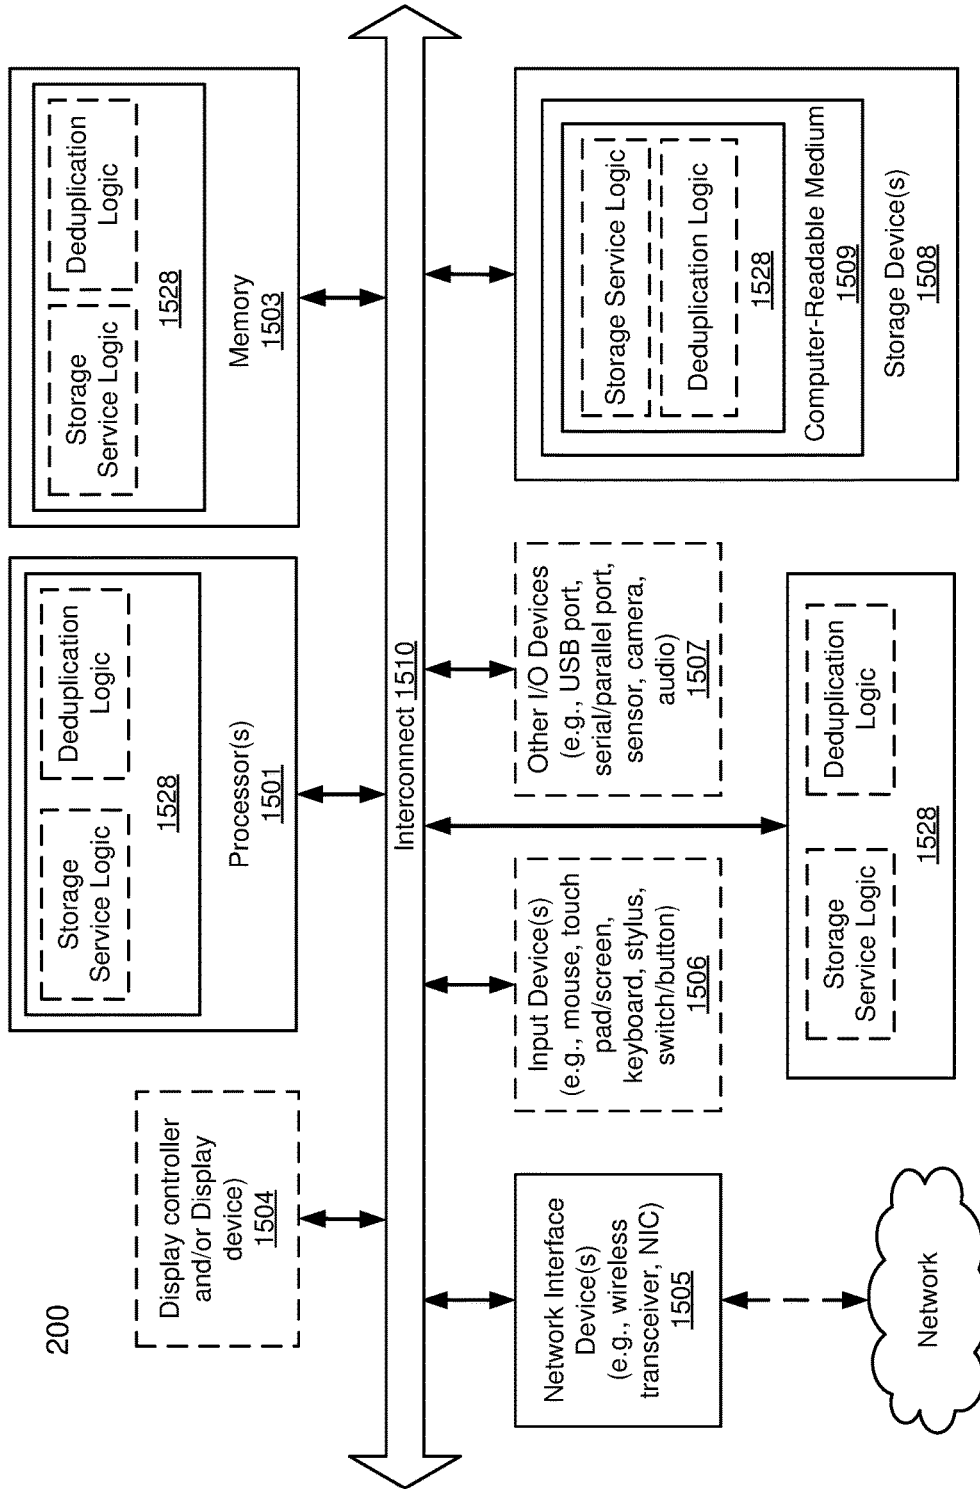 200
Display controller
and/or Display
device)
1504
Storage
Service Logic
Deduplication
Logic
1528
Processor(s)
1501
Storage
Service Logic
Deduplication
Logic
1528
Memory
1503
Interconnect 1510
Network Interface
Device(s)
(e.g., wireless
transceiver, NIC)
1505
Network
Input Device(s)
(e.g., mouse, touch
pad/screen,
keyboard, stylus,
switch/button)
1506
Other I/O Devices
(e.g., USB port,
serial/parallel port,
sensor, camera,
audio)
1507
Storage
Service Logic
Deduplication
Logic
1528
Storage Service Logic
Deduplication Logic
1528
Computer-Readable Medium
1509
Storage Device(s)
1508